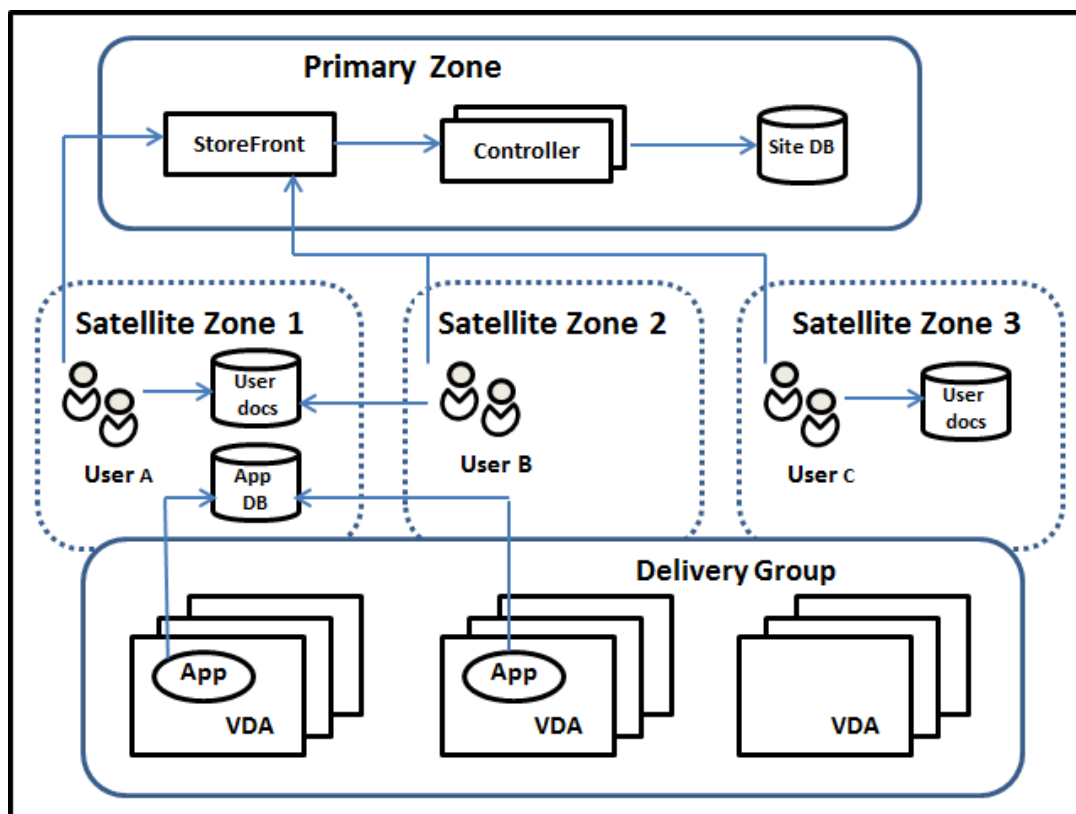 Primary Zone
StoreFront
Controller
Site DB
Satellite Zone 1
Satellite Zone 2
Satellite Zone 3
User
docs
User
docs
User A
User B
User C
App
DB
Delivery Group
App
VDA
App
VDA
VDA